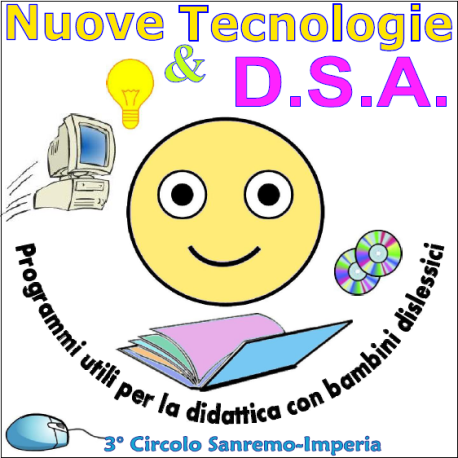 Nuove Tecnologie
& D.S.A.
Programmi utili per la didattica con bambini dislessici
3° Circolo Sanremo-Imperia